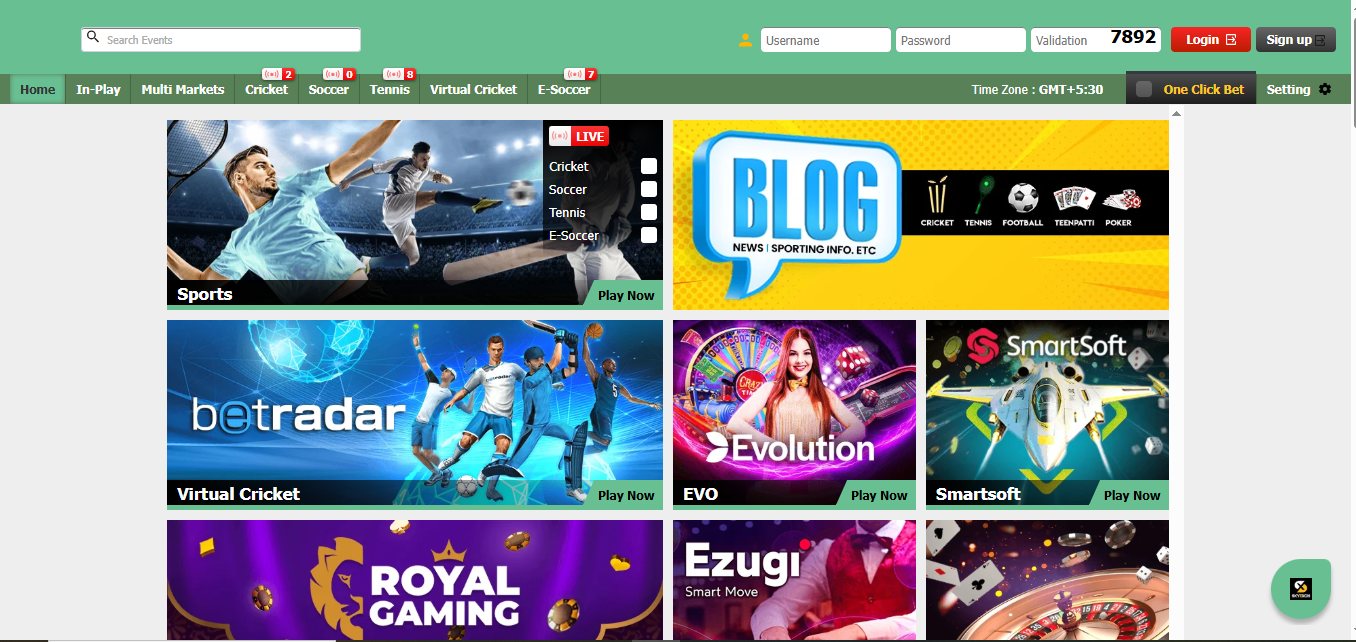 Search Events
Username
Password
Validation 7892
Login
Sign up
2
0
8
7
Home
In-Play
Multi Markets
Cricket
Soccer
Tennis
Virtual Cricket
E-Soccer
Time Zone : GMT+5:30
One Click Bet
Setting
LIVE
Cricket
Soccer
Tennis
E-Soccer
Sports
Play Now
BLOG
NEWS | SPORTING INFO. ETC
CRICKET
TENNIS
FOOTBALL
TEENPATTI
POKER
betradar
Virtual Cricket
Play Now
CRAZY
TIME
Evolution
EVO
Play Now
SmartSoft
Smartsoft
Play Now
ROYAL
GAMING
Ezugi
Smart Move